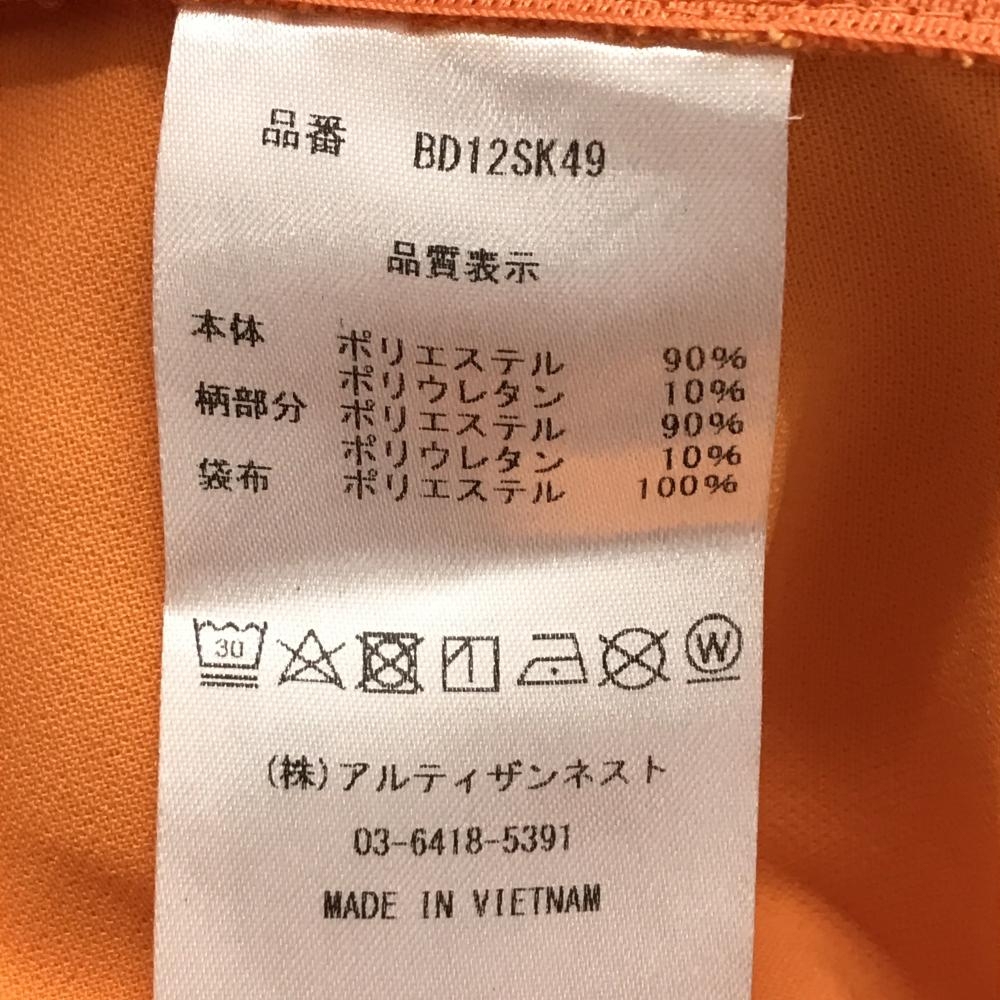 品番 BD12SK49
品質表示
本体 ポリエステル 90%
ポリウレタン 10%
柄部分 ポリエステル 90%
ポリウレタン 10%
袋布 ポリエステル 100%
30 W
(株)アルティザンネスト
03-6418-5391
MADE IN VIETNAM